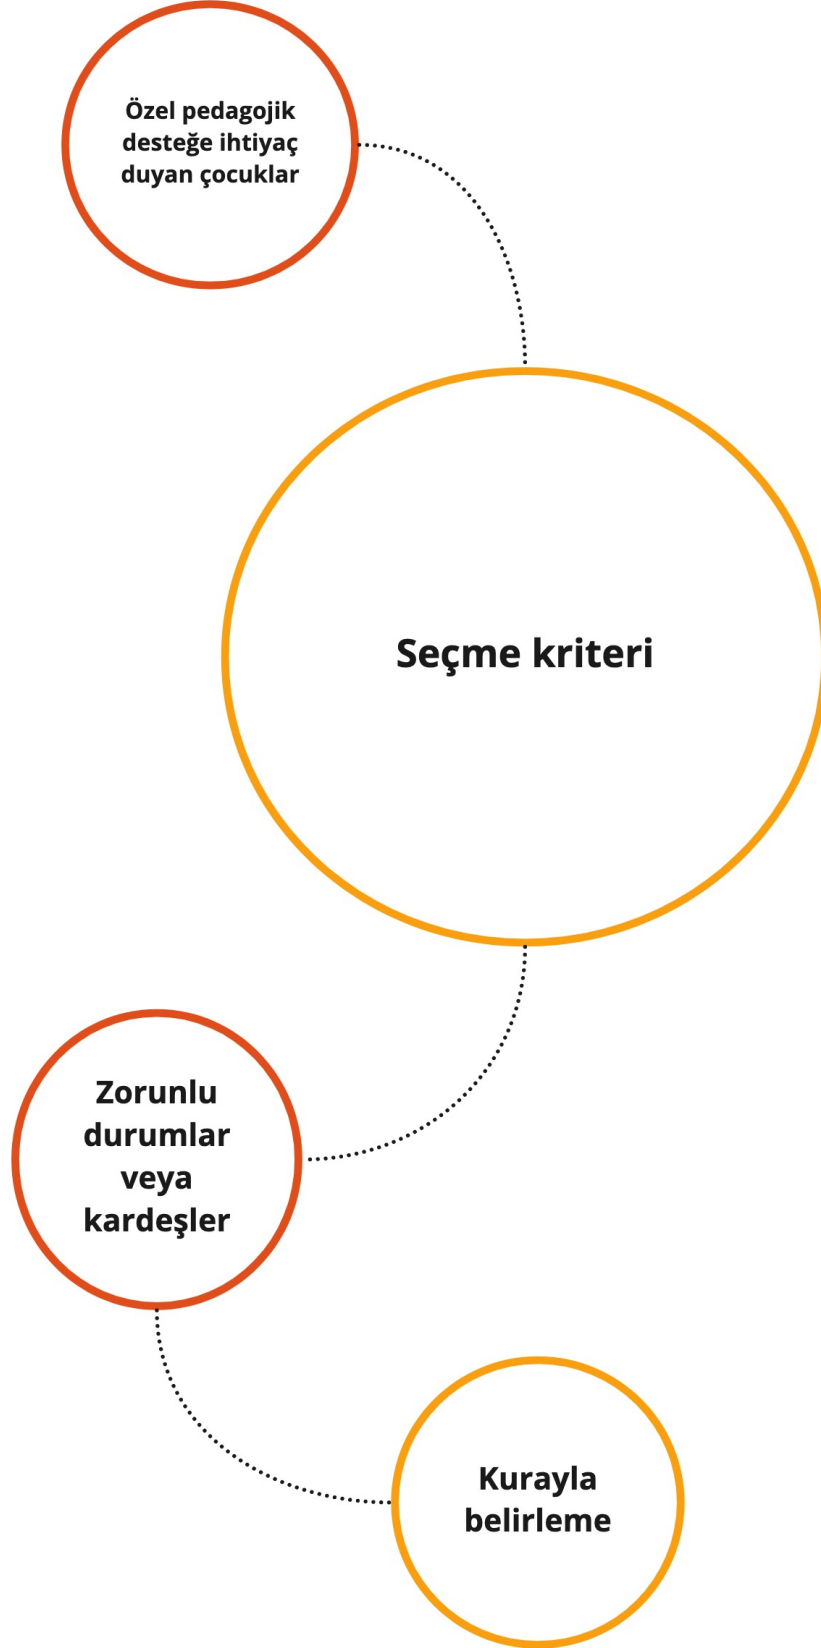 Özel pedagojik
desteğe ihtiyaç
duyan çocuklar
Seçme kriteri
Zorunlu
durumlar
veya
kardeşler
Kurayla
belirleme